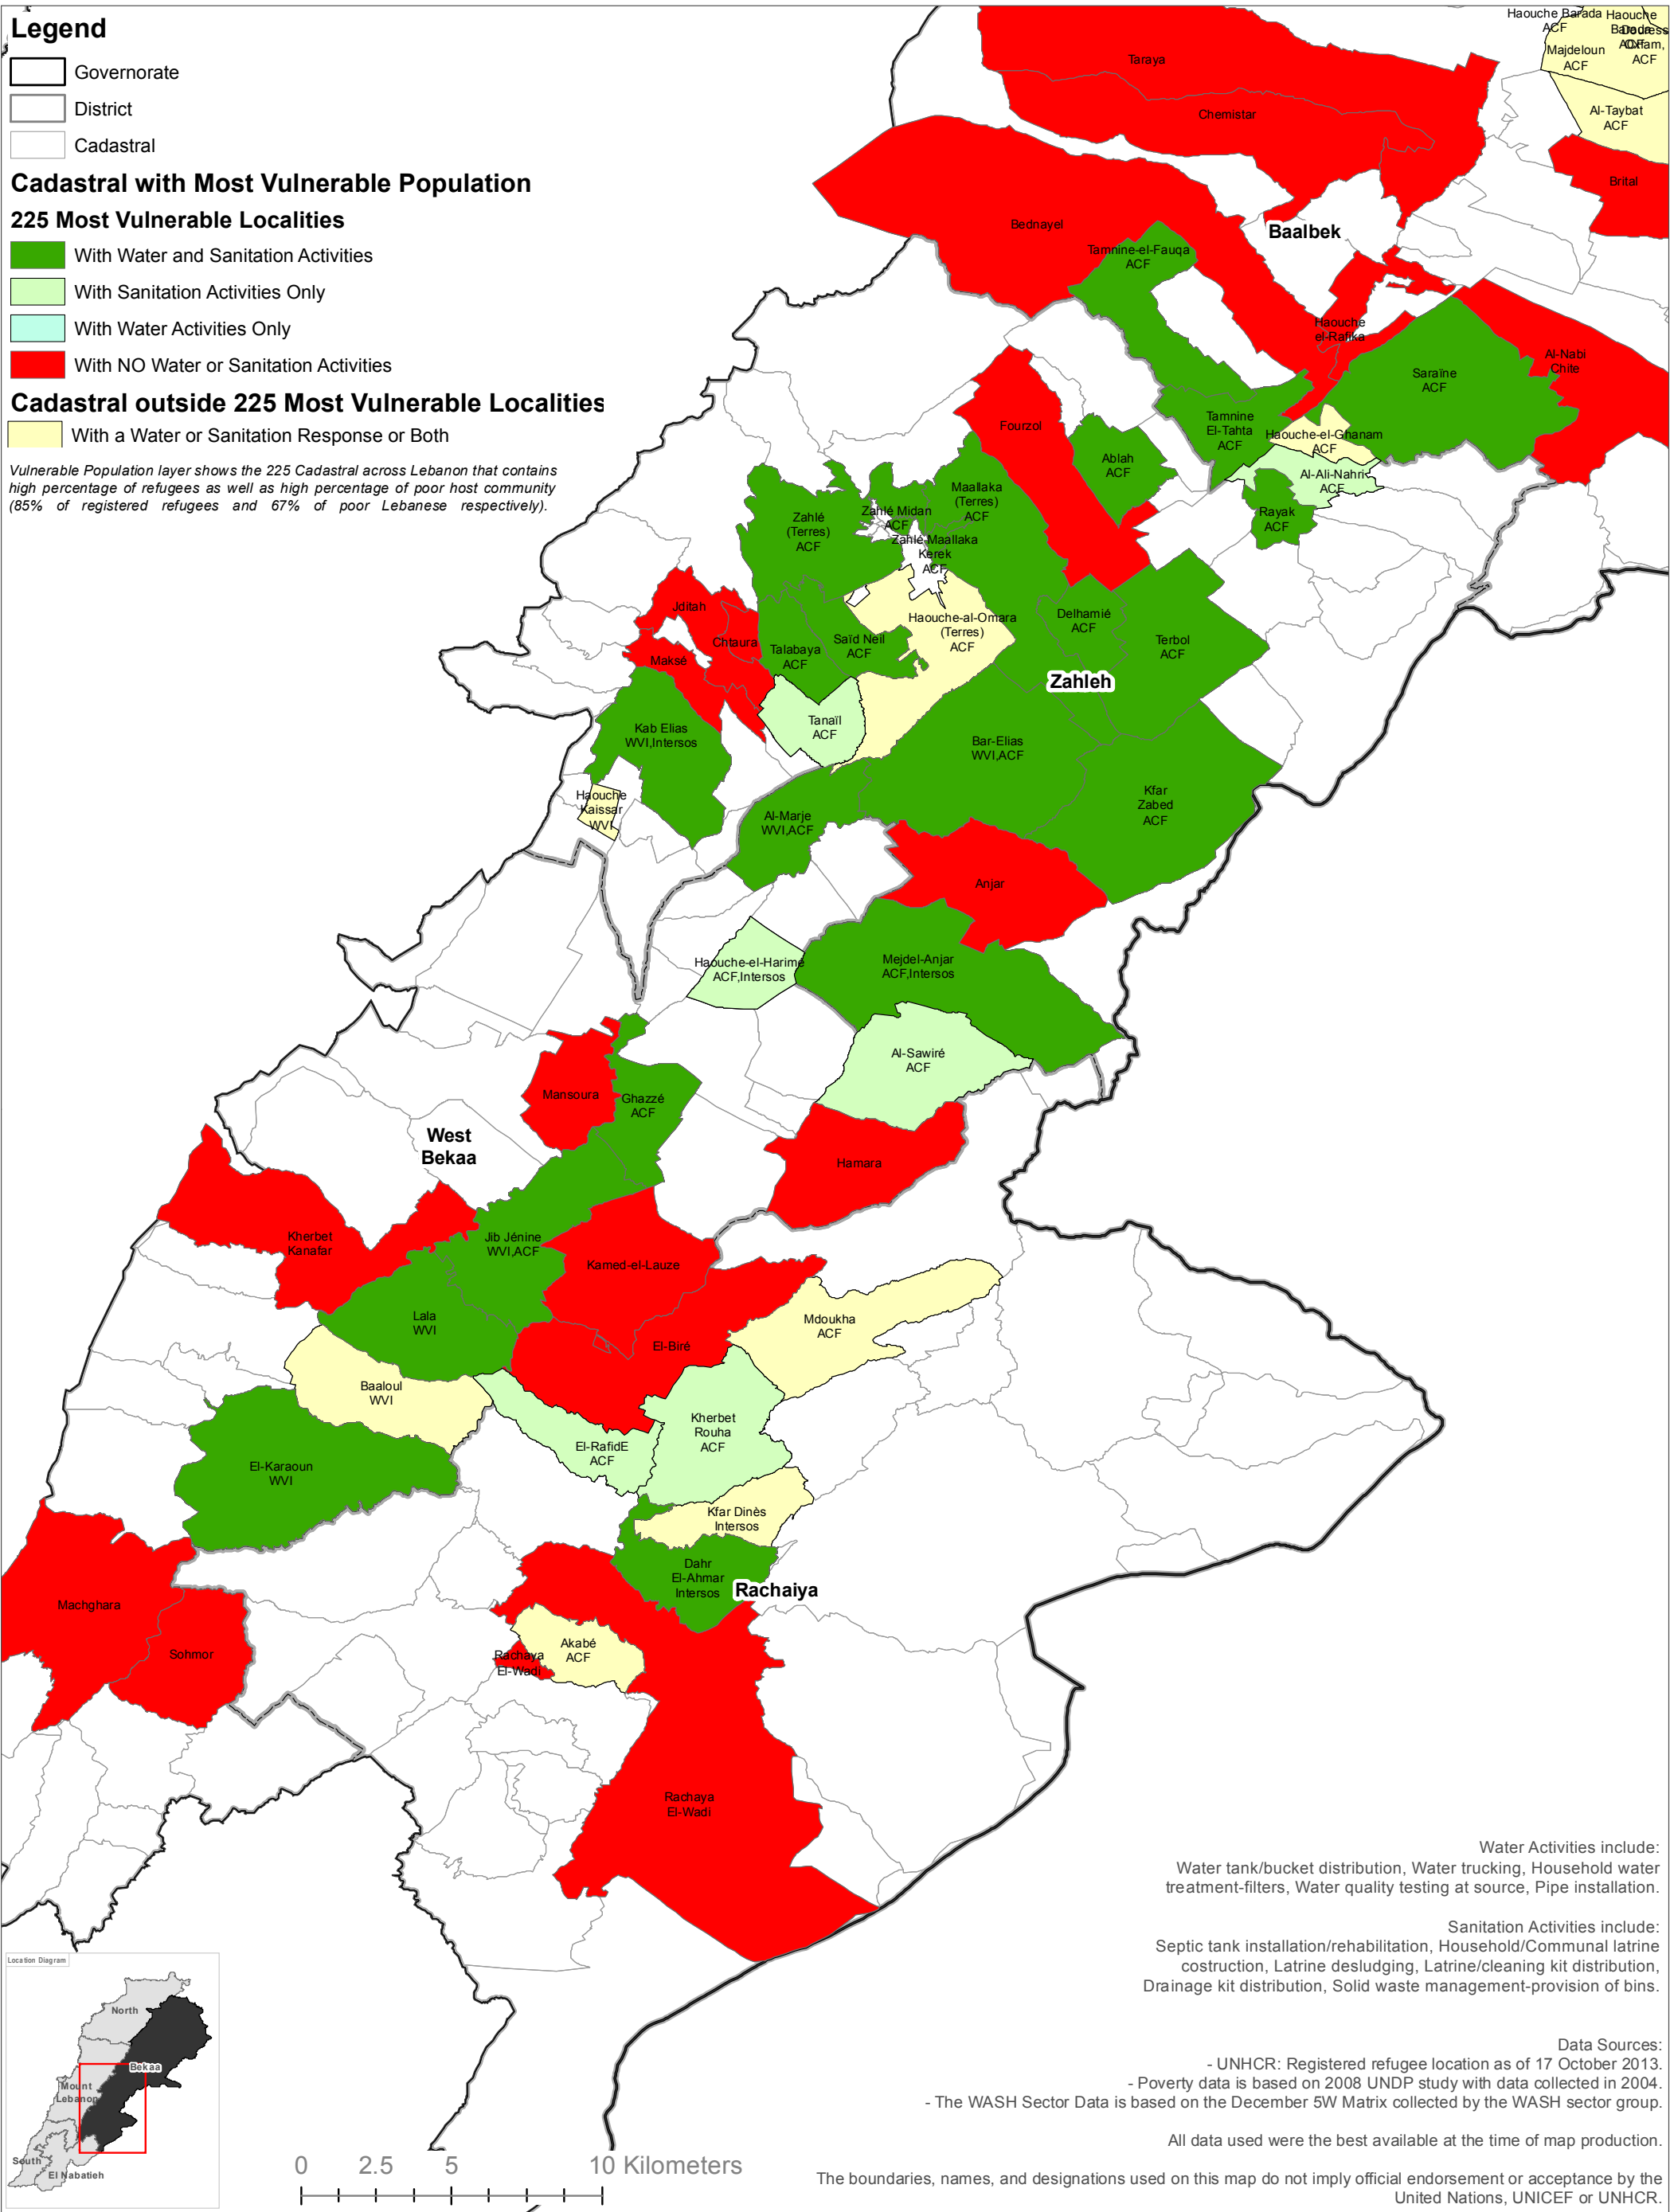 Legend
Governorate
District
Cadastral
Cadastral with Most Vulnerable Population
225 Most Vulnerable Localities
With Water and Sanitation Activities
With Sanitation Activities Only
With Water Activities Only
With NO Water or Sanitation Activities
Cadastral outside 225 Most Vulnerable Localities
With a Water or Sanitation Response or Both
Vulnerable Population layer shows the 225 Cadastral across Lebanon that contains
high percentage of refugees as well as high percentage of poor host community
(85% of registered refugees and 67% of poor Lebanese respectively).
Haouche Barada
ACF
Haouche
Majdeloun
ACF
ACF
Al-Taybat
ACF
Taraya
Chemistar
Brital
Bednayel
Baalbek
Tamnine-el-Fauqa
ACF
Haouche
el-Rafika
Al-Nabi
Chite
Saraïne
ACF
Tamnine
El-Tahta
ACF
Haouche-el-Ghanam
ACF
Fourzol
Ablah
ACF
Al-Ali-Nahri
ACF
Rayak
ACF
Maallaka
(Terres)
ACF
Zahlé
(Terres)
ACF
Zahlé Midan
ACF
Zahlé Maallaka
Kerek
ACF
Jditah
Chtaura
Maksé
Talabaya
ACF
Saïd Neil
ACF
Haouche-al-Omara
(Terres)
ACF
Delhamié
ACF
Terbol
ACF
Zahleh
Tanaïl
ACF
Kab Elias
WVI,Intersos
Bar-Elias
WVI,ACF
Haouche
Kaissar
WVI
Al-Marje
WVI,ACF
Kfar
Zabed
ACF
Anjar
Haouche-el-Harimé
ACF,Intersos
Mejdel-Anjar
ACF,Intersos
Al-Sawiré
ACF
Mansoura
Ghazzé
ACF
West
Bekaa
Hamara
Kherbet
Kanafar
Jib Jénine
WVI,ACF
Kamed-el-Lauze
Lala
WVI
El-Biré
Mdoukha
ACF
Baaloul
WVI
Kherbet
Rouha
ACF
El-RafidE
ACF
El-Karaoun
WVI
Kfar Dinès
Intersos
Dahr
El-Ahmar
Intersos
Rachaiya
Machghara
Sohmor
Akabé
ACF
Rachaya
El-Wadi
Rachaya
El-Wadi
Water Activities include:
Water tank/bucket distribution, Water trucking, Household water
treatment-filters, Water quality testing at source, Pipe installation.
Sanitation Activities include:
Septic tank installation/rehabilitation, Household/Communal latrine
costruction, Latrine desludging, Latrine/cleaning kit distribution,
Drainage kit distribution, Solid waste management-provision of bins.
Data Sources:
- UNHCR: Registered refugee location as of 17 October 2013.
- Poverty data is based on 2008 UNDP study with data collected in 2004.
- The WASH Sector Data is based on the December 5W Matrix collected by the WASH sector group.
All data used were the best available at the time of map production.
The boundaries, names, and designations used on this map do not imply official endorsement or acceptance by the
United Nations, UNICEF or UNHCR.
Location Diagram
North
Bekaa
Mount
Lebanon
South
El Nabatieh
0 2.5 5 10 Kilometers